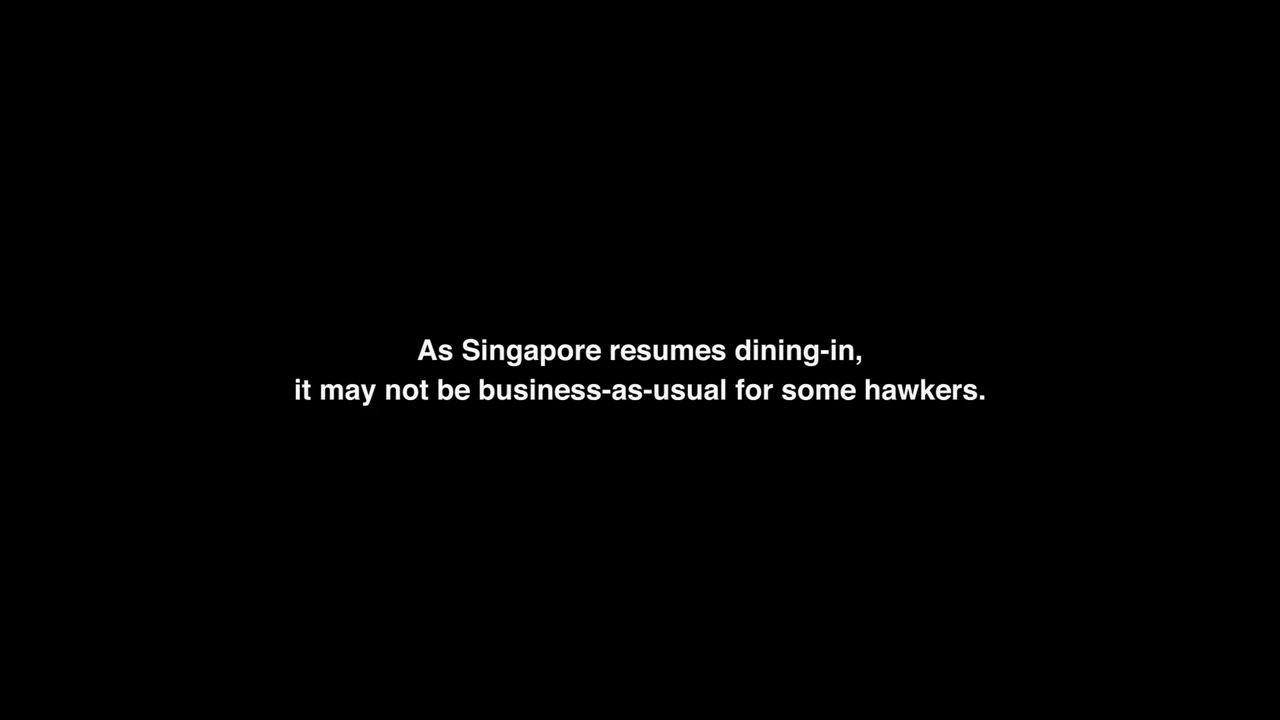 As Singapore resumes dining-in,
it may not be business-as-usual for some hawkers.